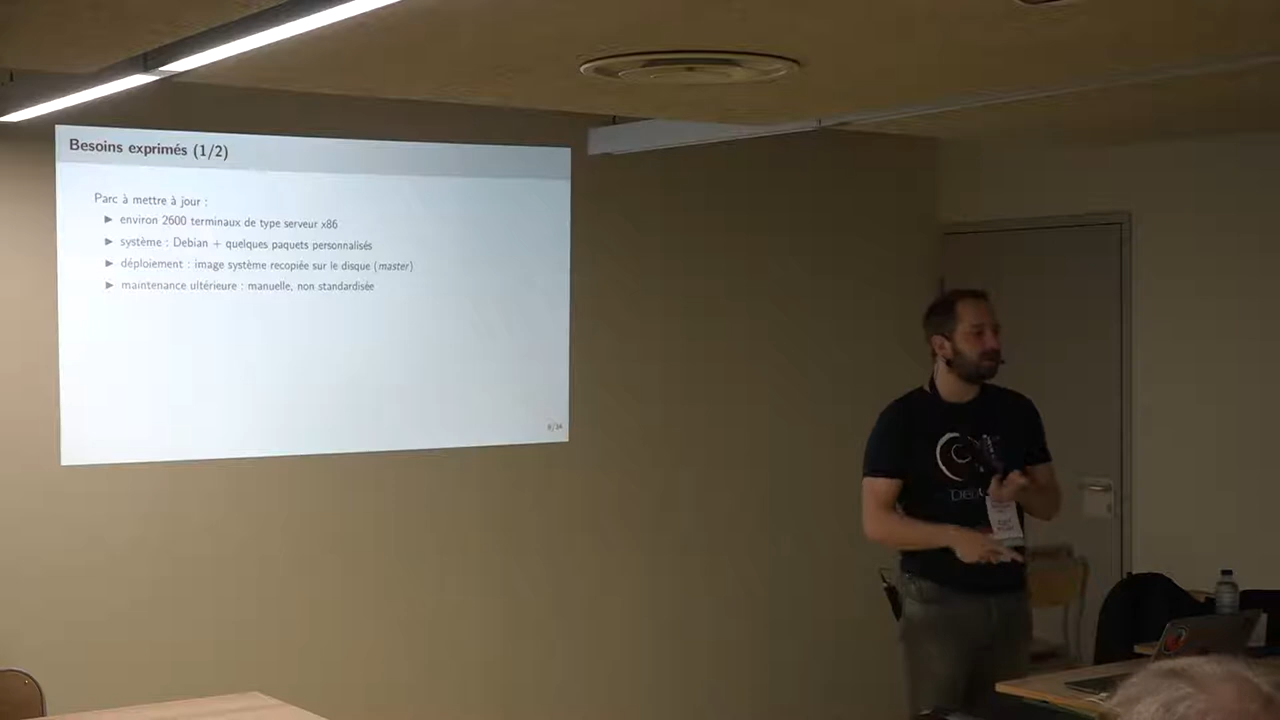 Besoins exprimés (1/2)
Parc à mettre à jour :
▶ environ 2600 terminaux de type serveur x86
▶ système : Debian + quelques paquets personnalisés
▶ déploiement : image système recopiée sur le disque (master)
▶ maintenance ultérieure : manuelle, non standardisée